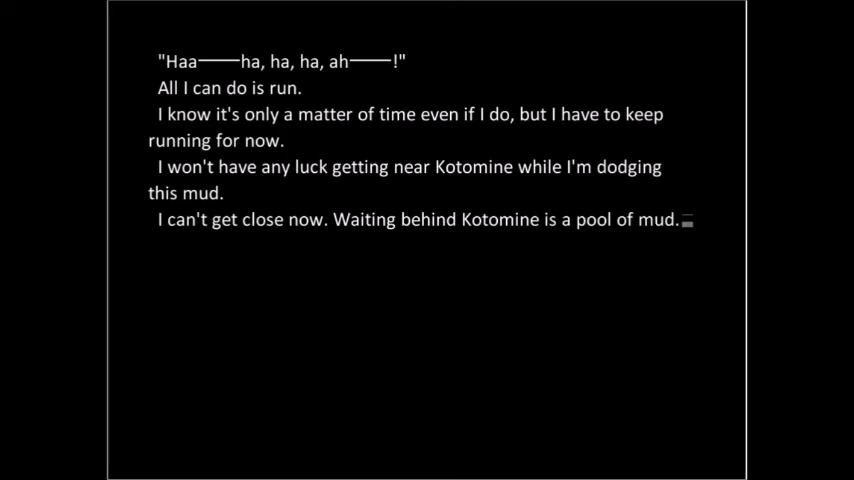 "Haa――ha, ha, ha, ah――!"
All I can do is run.
I know it's only a matter of time even if I do, but I have to keep
running for now.
I won't have any luck getting near Kotomine while I'm dodging
this mud.
I can't get close now. Waiting behind Kotomine is a pool of mud.